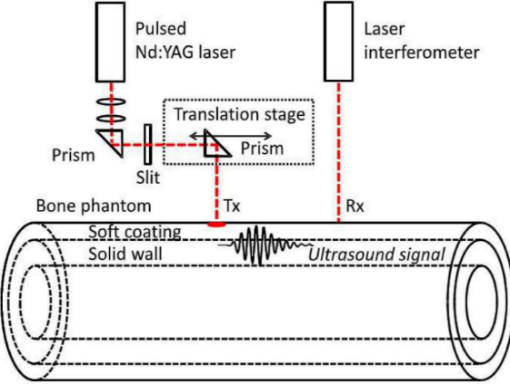 Pulsed
Nd:YAG laser
Laser
interferometer
Translation stage
Prism
Prism
Slit
Bone phantom
Tx
Rx
Soft coating
Solid wall
Ultrasound signal